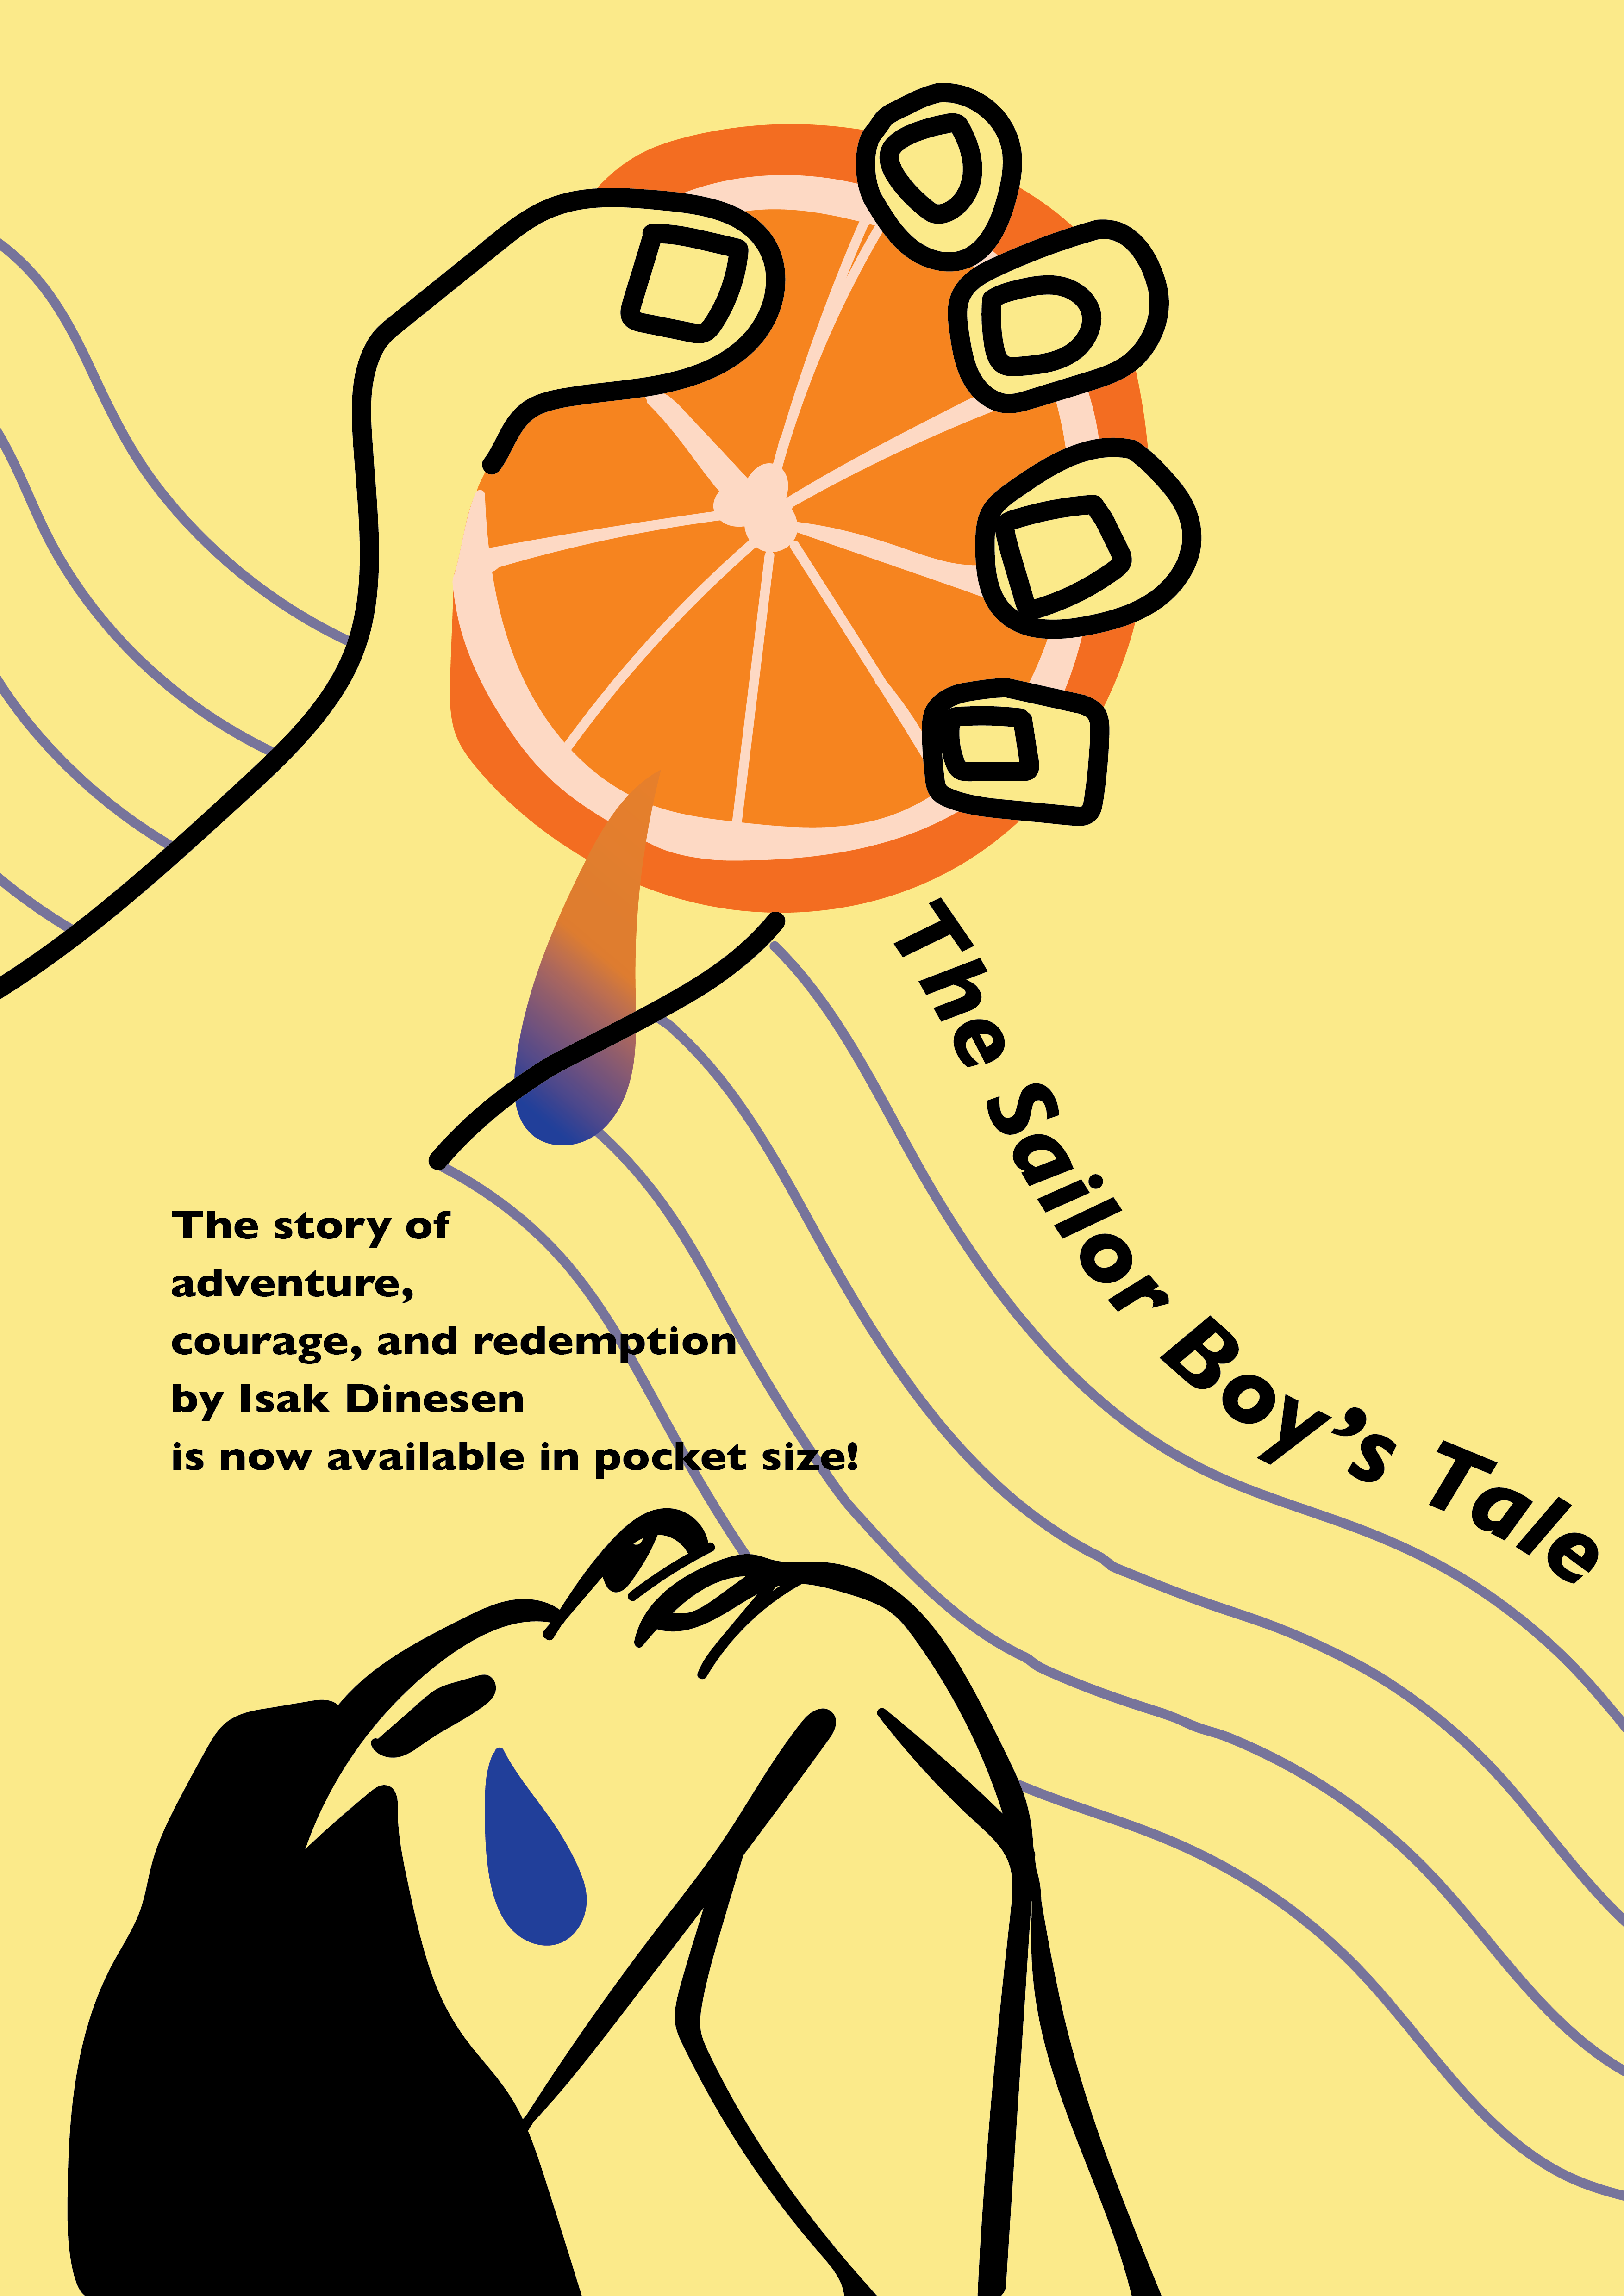 The Sailor Boy’s Tale
The story of
adventure,
courage, and redemption
by Isak Dinesen
is now available in pocket size!